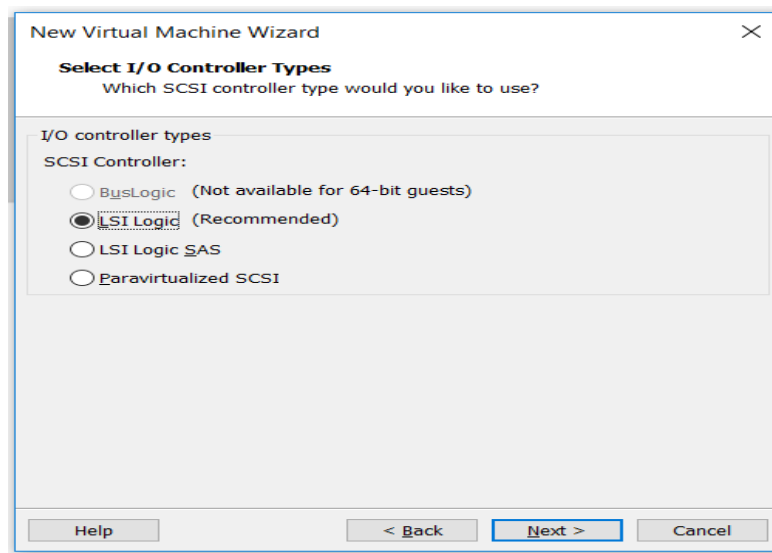 New Virtual Machine Wizard
Select I/O Controller Types
Which SCSI controller type would you like to use?
I/O controller types
SCSI Controller:
BusLogic (Not available for 64-bit guests)
LSI Logic (Recommended)
LSI Logic SAS
Paravirtualized SCSI
Help < Back Next > Cancel